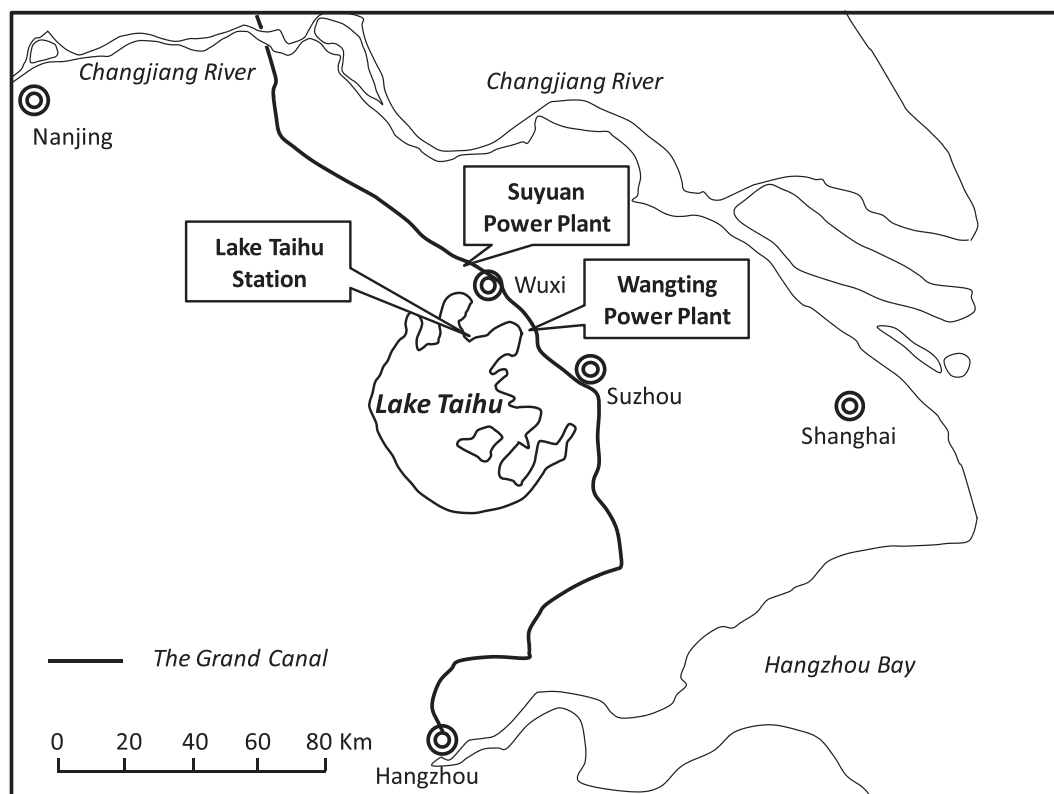 Changjiang River
Changjiang River
Nanjing
Suyuan
Power Plant
Lake Taihu
Station
Wuxi
Wangting
Power Plant
Lake Taihu
Suzhou
Shanghai
The Grand Canal
Hangzhou Bay
0 20 40 60 80 Km
Hangzhou